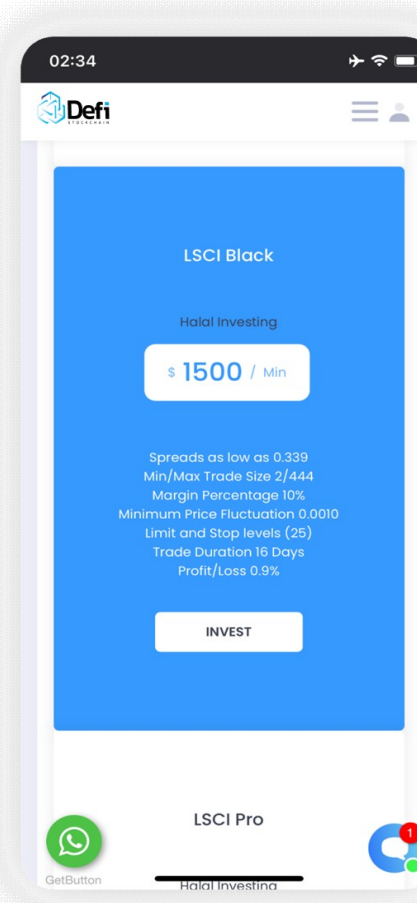 02:34
Defi
STOCKCHAIN
LSCI Black
Halal Investing
$ 1500 / Min
Spreads as low as 0.339
Min/Max Trade Size 2/444
Margin Percentage 10%
Minimum Price Fluctuation 0.0010
Limit and Stop levels (25)
Trade Duration 16 Days
Profit/Loss 0.9%
INVEST
LSCI Pro
1
GetButton
Halal Investing